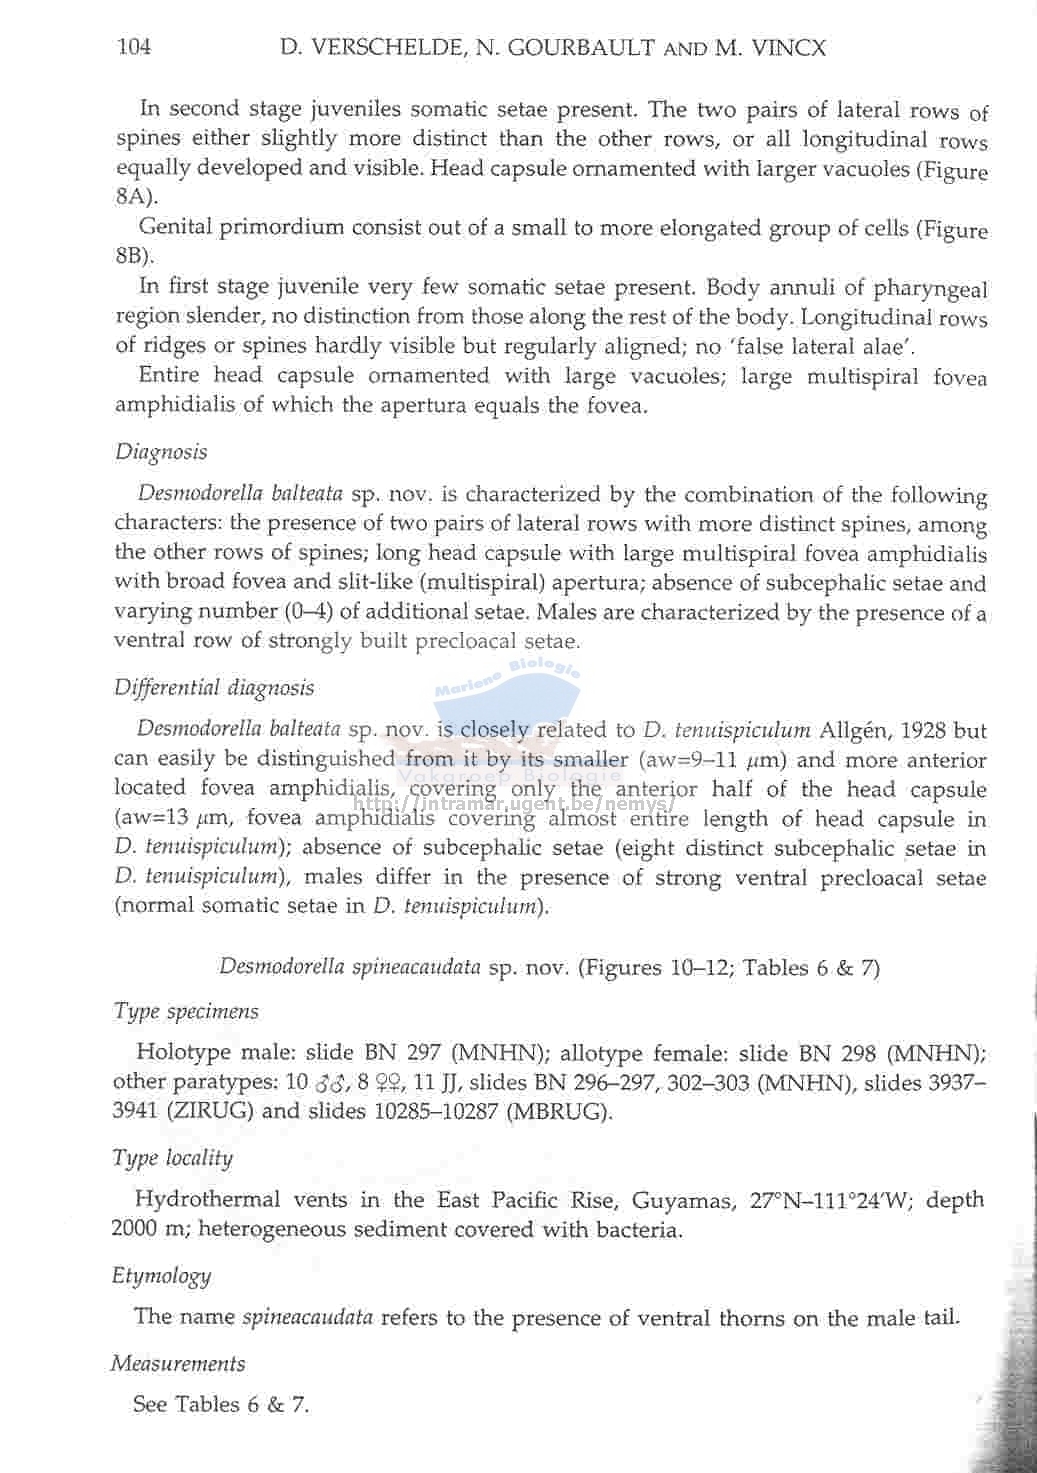 104 D. VERSCHELDE, N. GOURBAULT AND M. VINCX
In second stage juveniles somatic setae present. The two pairs of lateral rows of
spines either slightly more distinct than the other rows, or all longitudinal rows
equally developed and visible. Head capsule ornamented with larger vacuoles (Figure
8A).
Genital primordium consist out of a small to more elongated group of cells (Figure
8B).
In first stage juvenile very few somatic setae present. Body annuli of pharyngeal
region slender, no distinction from those along the rest of the body. Longitudinal rows
of ridges or spines hardly visible but regularly aligned; no 'false lateral alae'.
Entire head capsule ornamented with large vacuoles; large multispiral fovea
amphidialis of which the apertura equals the fovea.
Diagnosis
Desmodorella balteata sp. nov. is characterized by the combination of the following
characters: the presence of two pairs of lateral rows with more distinct spines, among
the other rows of spines; long head capsule with large multispiral fovea amphidialis
with broad fovea and slit-like (multispiral) apertura; absence of subcephalic setae and
varying number (0–4) of additional setae. Males are characterized by the presence of a
ventral row of strongly built precloacal setae.
Mariene Biologie
Differential diagnosis
Desmodorella balteata sp. nov. is closely related to D. tenuispiculum Allgén, 1928 but
can easily be distinguished from it by its smaller (aw=9–11 µm) and more anterior
Vakgroep Biologie
located fovea amphidialis, covering only the anterior half of the head capsule
http://intramar.ugent.be/nemys/
(aw=13 µm, fovea amphidialis covering almost entire length of head capsule in
D. tenuispiculum); absence of subcephalic setae (eight distinct subcephalic setae in
D. tenuispiculum), males differ in the presence of strong ventral precloacal setae
(normal somatic setae in D. tenuispiculum).
Desmodorella spineacaudata sp. nov. (Figures 10–12; Tables 6 & 7)
Type specimens
Holotype male: slide BN 297 (MNHN); allotype female: slide BN 298 (MNHN);
other paratypes: 10 ♂♂, 8 ♀♀, 11 JJ, slides BN 296–297, 302–303 (MNHN), slides 3937–
3941 (ZIRUG) and slides 10285–10287 (MBRUG).
Type locality
Hydrothermal vents in the East Pacific Rise, Guyamas, 27°N–111°24'W; depth
2000 m; heterogeneous sediment covered with bacteria.
Etymology
The name spineacaudata refers to the presence of ventral thorns on the male tail.
Measurements
See Tables 6 & 7.